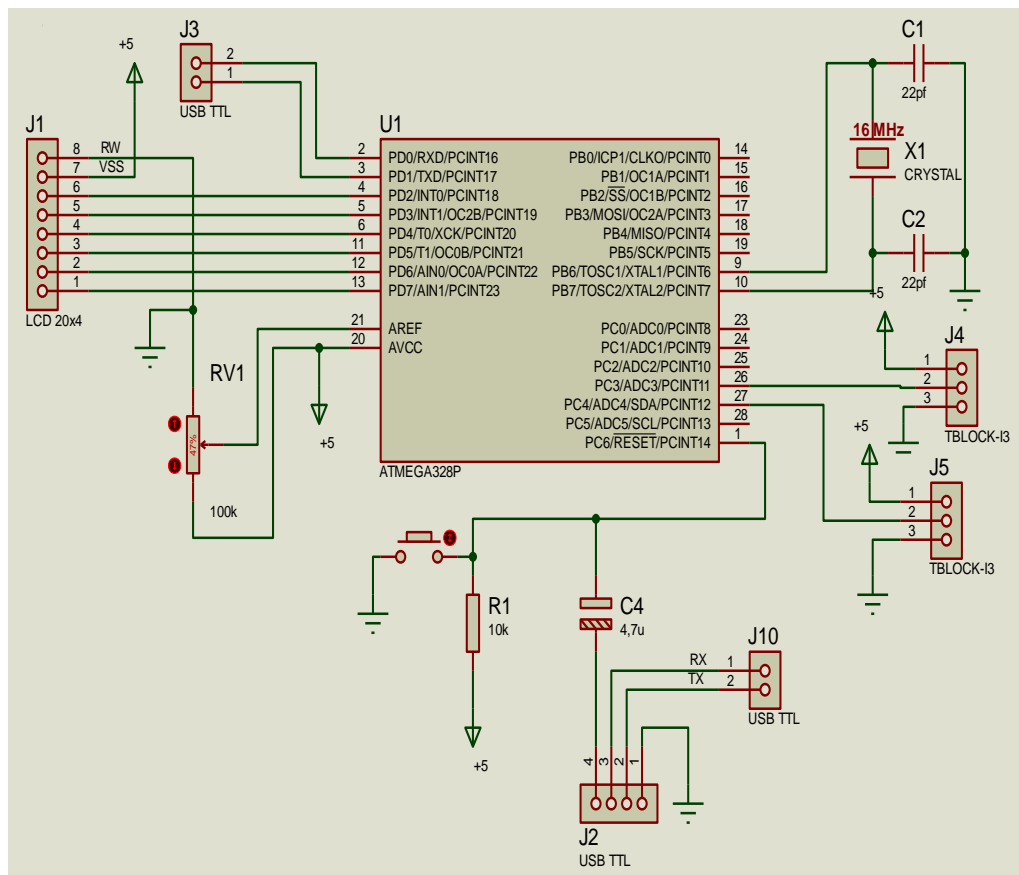 J3
+5
2
1
USB TTL
J1
8
RW
7
VSS
6
5
4
3
2
1
LCD 20x4
U1
2
PD0/RXD/PCINT16
3
PD1/TXD/PCINT17
4
PD2/INT0/PCINT18
5
PD3/INT1/OC2B/PCINT19
6
PD4/T0/XCK/PCINT20
11
PD5/T1/OC0B/PCINT21
12
PD6/AIN0/OC0A/PCINT22
13
PD7/AIN1/PCINT23
21
AREF
20
AVCC
PB0/ICP1/CLKO/PCINT0
14
PB1/OC1A/PCINT1
15
PB2/SS/OC1B/PCINT2
16
PB3/MOSI/OC2A/PCINT3
17
PB4/MISO/PCINT4
18
PB5/SCK/PCINT5
19
PB6/TOSC1/XTAL1/PCINT6
9
PB7/TOSC2/XTAL2/PCINT7
10
PC0/ADC0/PCINT8
23
PC1/ADC1/PCINT9
24
PC2/ADC2/PCINT10
25
PC3/ADC3/PCINT11
26
PC4/ADC4/SDA/PCINT12
27
PC5/ADC5/SCL/PCINT13
28
PC6/RESET/PCINT14
1
ATMEGA328P
C1
22pf
16MHz
X1
CRYSTAL
C2
22pf
+5
J4
1
2
3
TBLOCK-I3
+5
J5
1
2
3
TBLOCK-I3
RV1
47%
100k
+5
R1
10k
+5
C4
4,7u
J10
RX
1
TX
2
USB TTL
4
3
2
1
J2
USB TTL